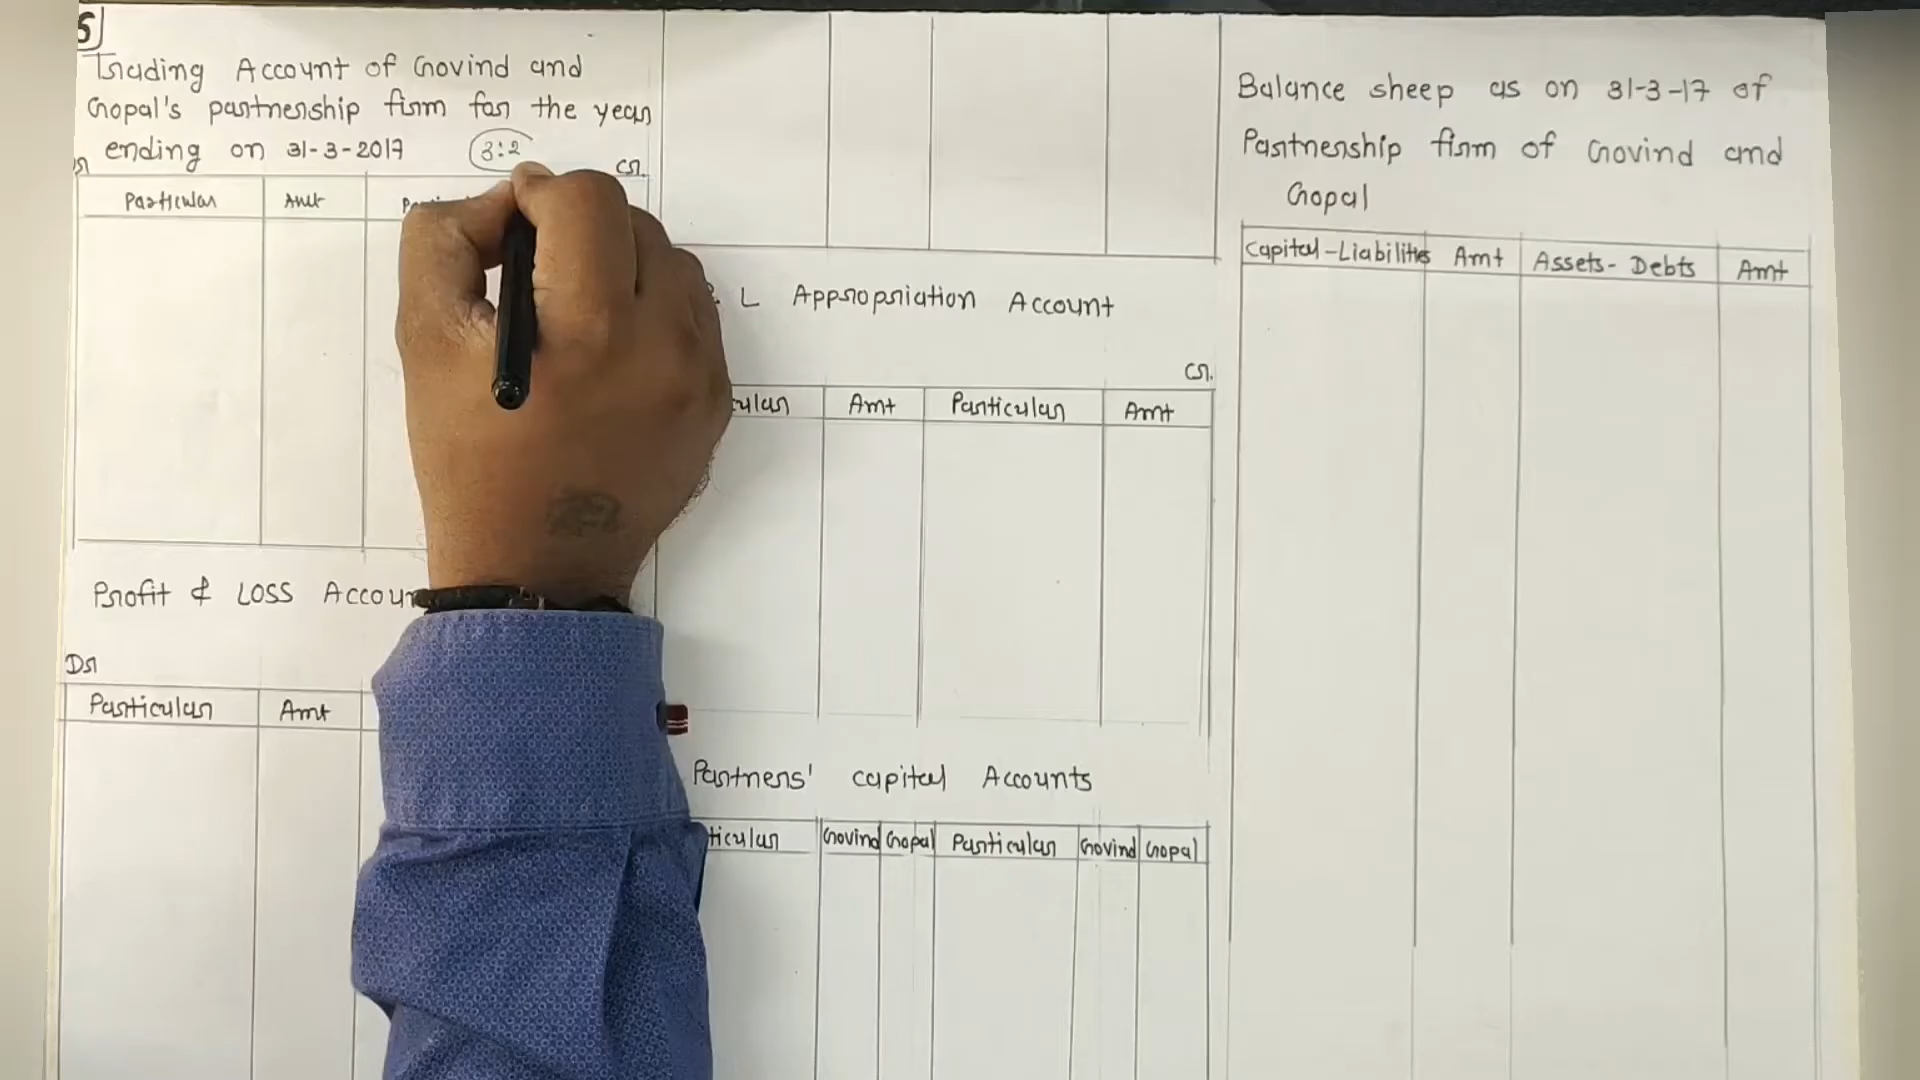 5
Trading Account of Govind and
Gopal's partnership firm for the year
ending on 31-3-2017 3:2
Cr.
Particular Amt
Profit & Loss
Dr
Particular Amt
L Appropriation Account
Cr.
Amt Particular Amt
Partners' capital Accounts
Govind Gopal Particular Govind Gopal
Balance sheep as on 31-3-17 of
Partnership firm of Govind and
Gopal
Capital-Liabilities Amt Assets- Debts Amt